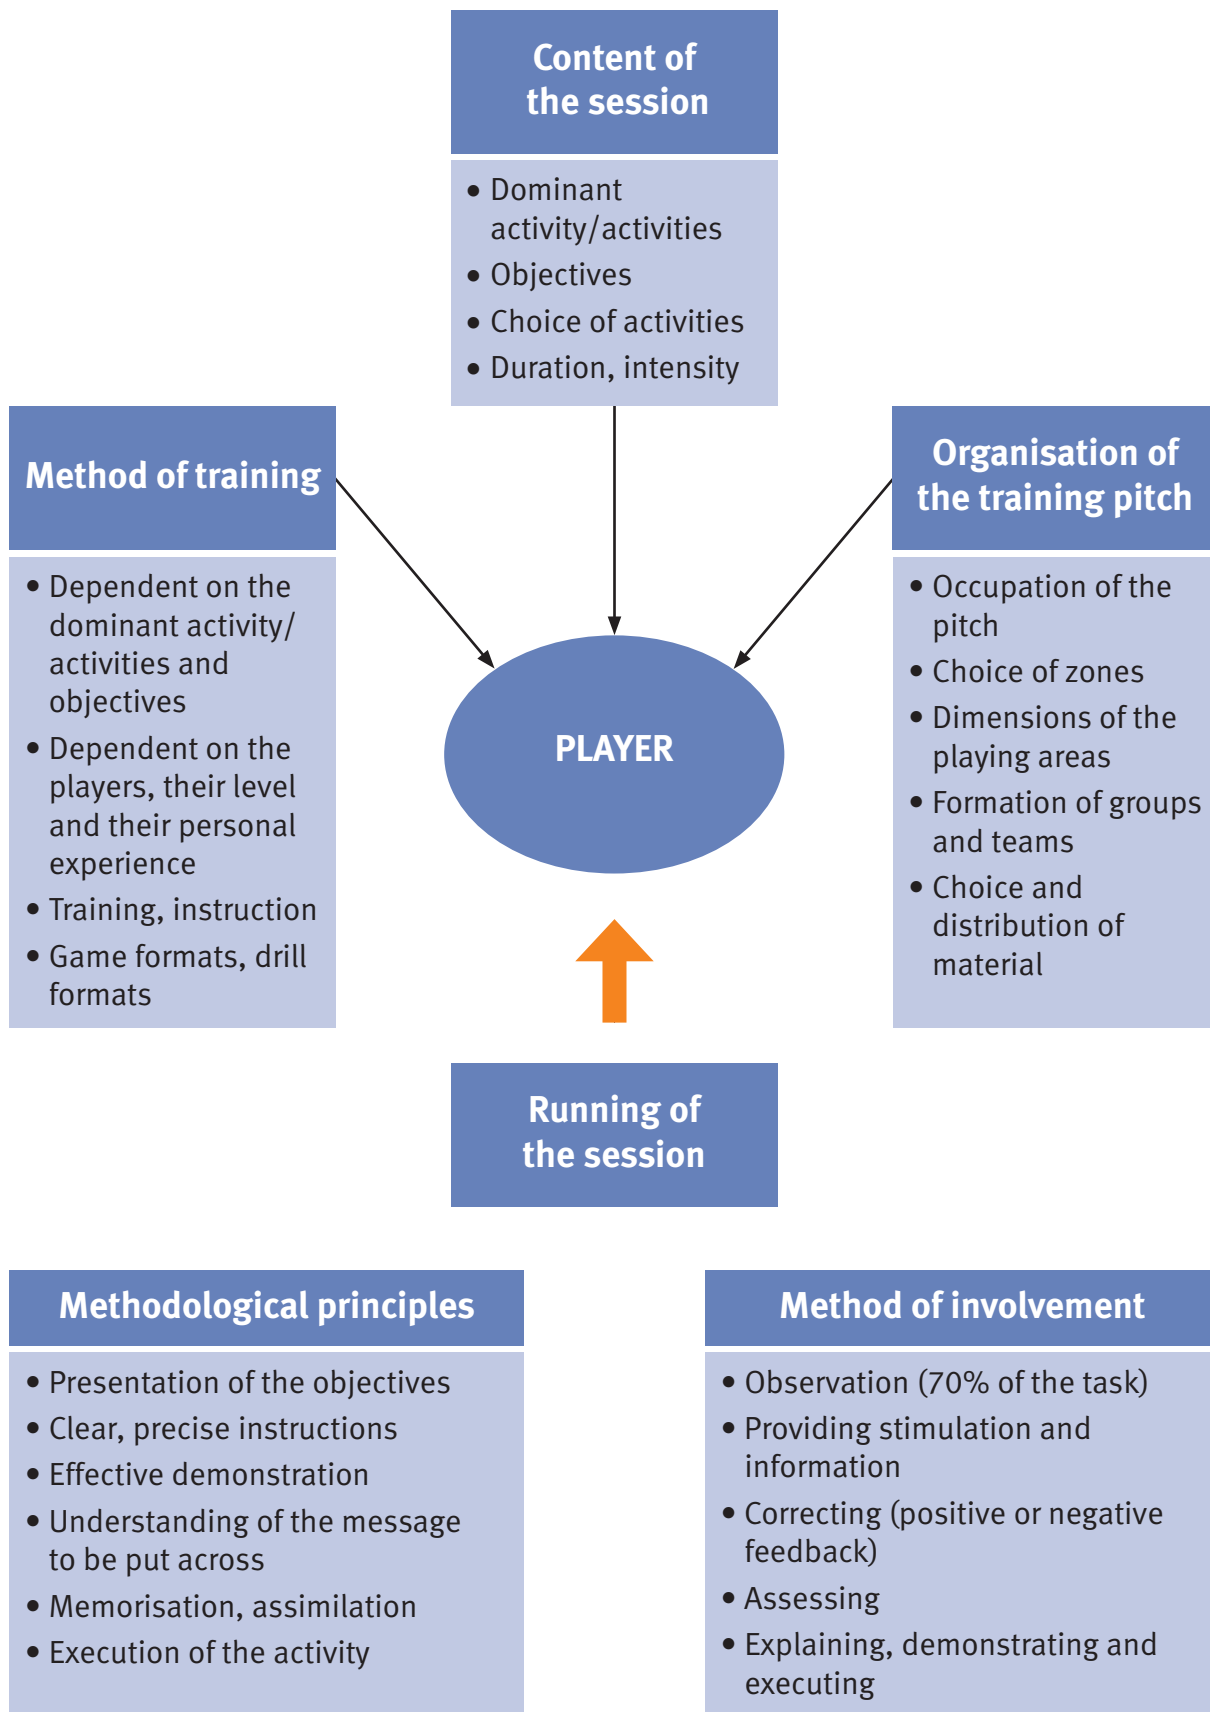 Content of
the session
• Dominant
activity/activities
• Objectives
• Choice of activities
• Duration, intensity
Method of training
• Dependent on the
dominant activity/
activities and
objectives
• Dependent on the
players, their level
and their personal
experience
• Training, instruction
• Game formats, drill
formats
Organisation of
the training pitch
• Occupation of the
pitch
• Choice of zones
• Dimensions of the
playing areas
• Formation of groups
and teams
• Choice and
distribution of
material
PLAYER
Running of
the session
Methodological principles
• Presentation of the objectives
• Clear, precise instructions
• Effective demonstration
• Understanding of the message
to be put across
• Memorisation, assimilation
• Execution of the activity
Method of involvement
• Observation (70% of the task)
• Providing stimulation and
information
• Correcting (positive or negative
feedback)
• Assessing
• Explaining, demonstrating and
executing